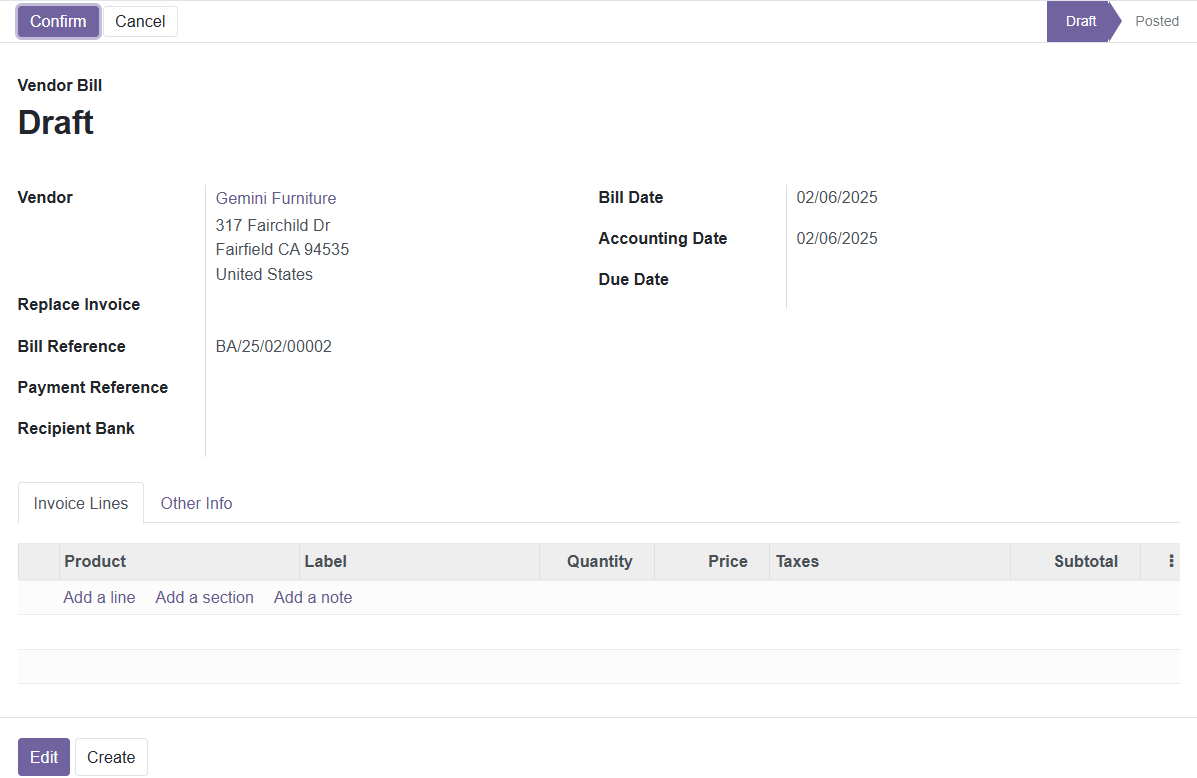 Confirm Cancel Draft Posted
Vendor Bill
Draft
Vendor Gemini Furniture
317 Fairchild Dr
Fairfield CA 94535
United States
Replace Invoice
Bill Reference BA/25/02/00002
Payment Reference
Recipient Bank
Bill Date 02/06/2025
Accounting Date 02/06/2025
Due Date
Invoice Lines Other Info
Product Label Quantity Price Taxes Subtotal
Add a line Add a section Add a note
Edit Create